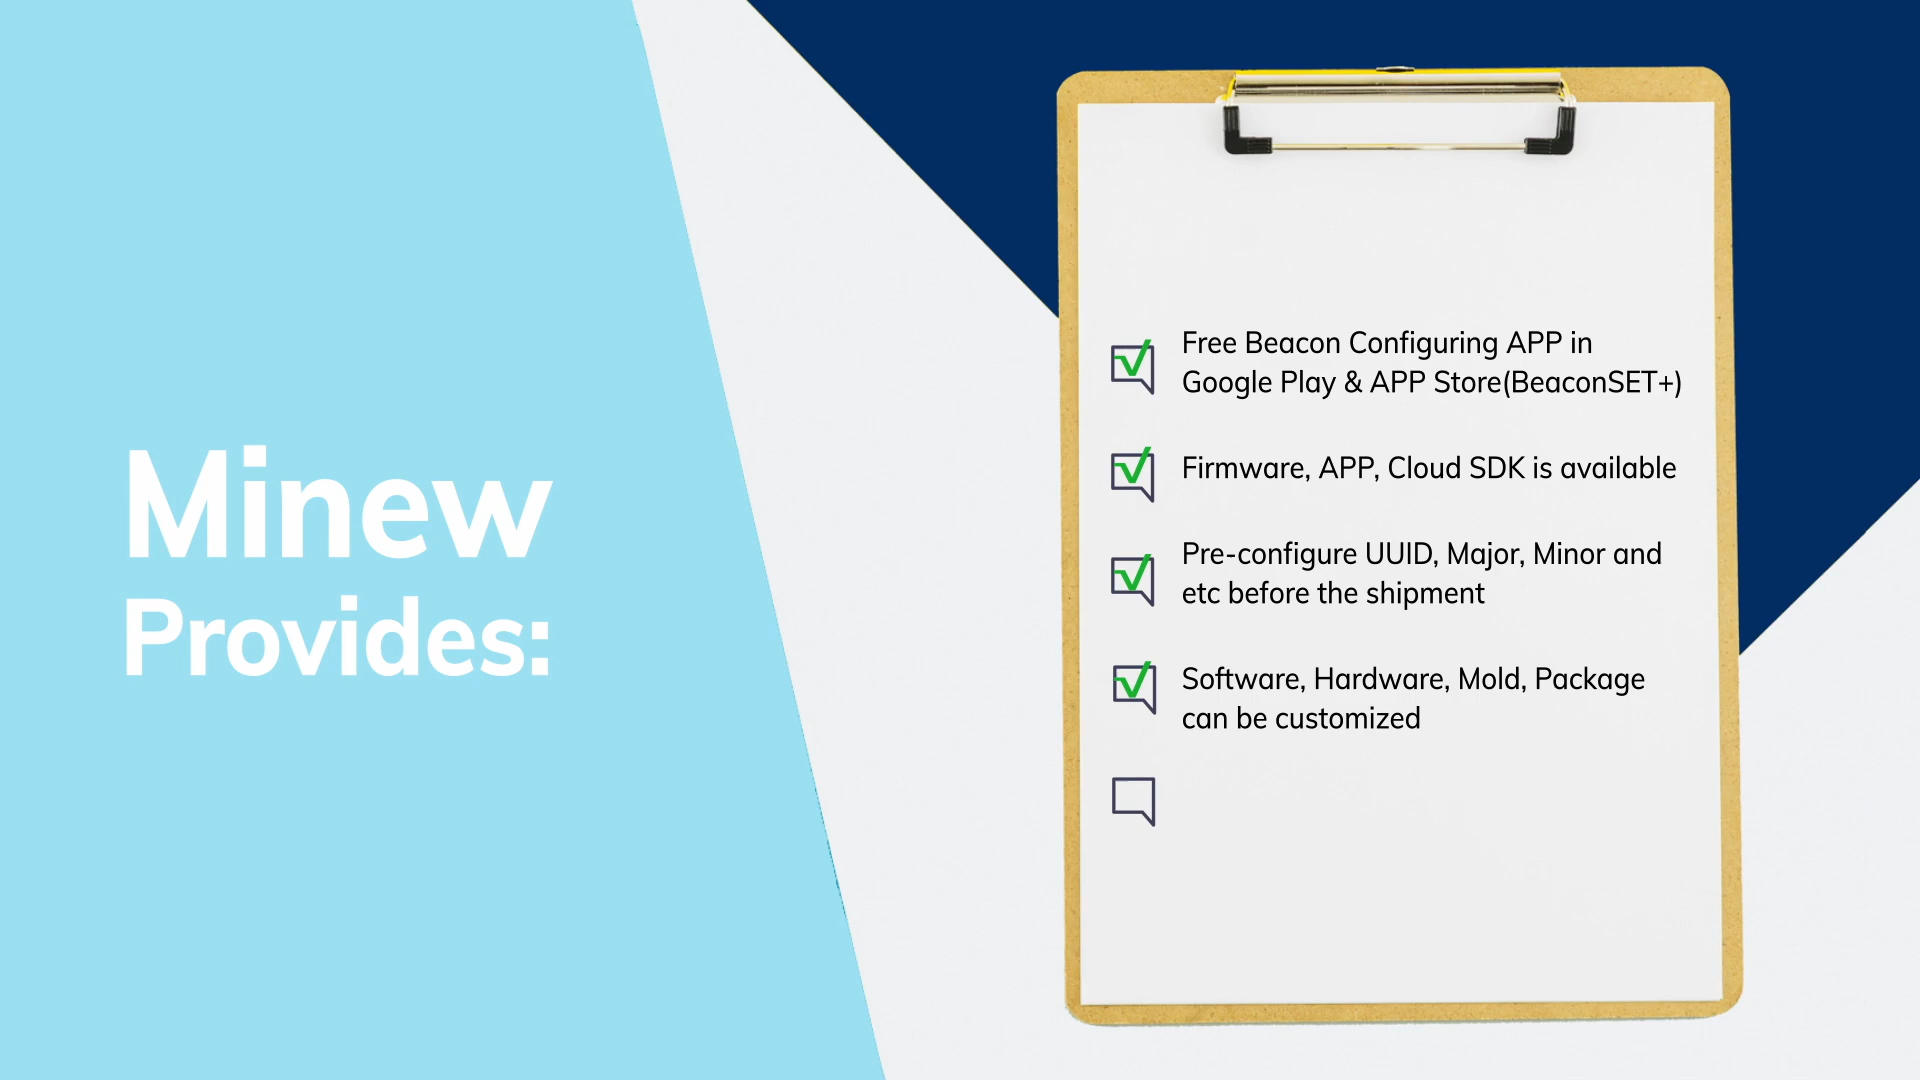 Minew
Provides:
Free Beacon Configuring APP in
Google Play & APP Store(BeaconSET+)
Firmware, APP, Cloud SDK is available
Pre-configure UUID, Major, Minor and
etc before the shipment
Software, Hardware, Mold, Package
can be customized